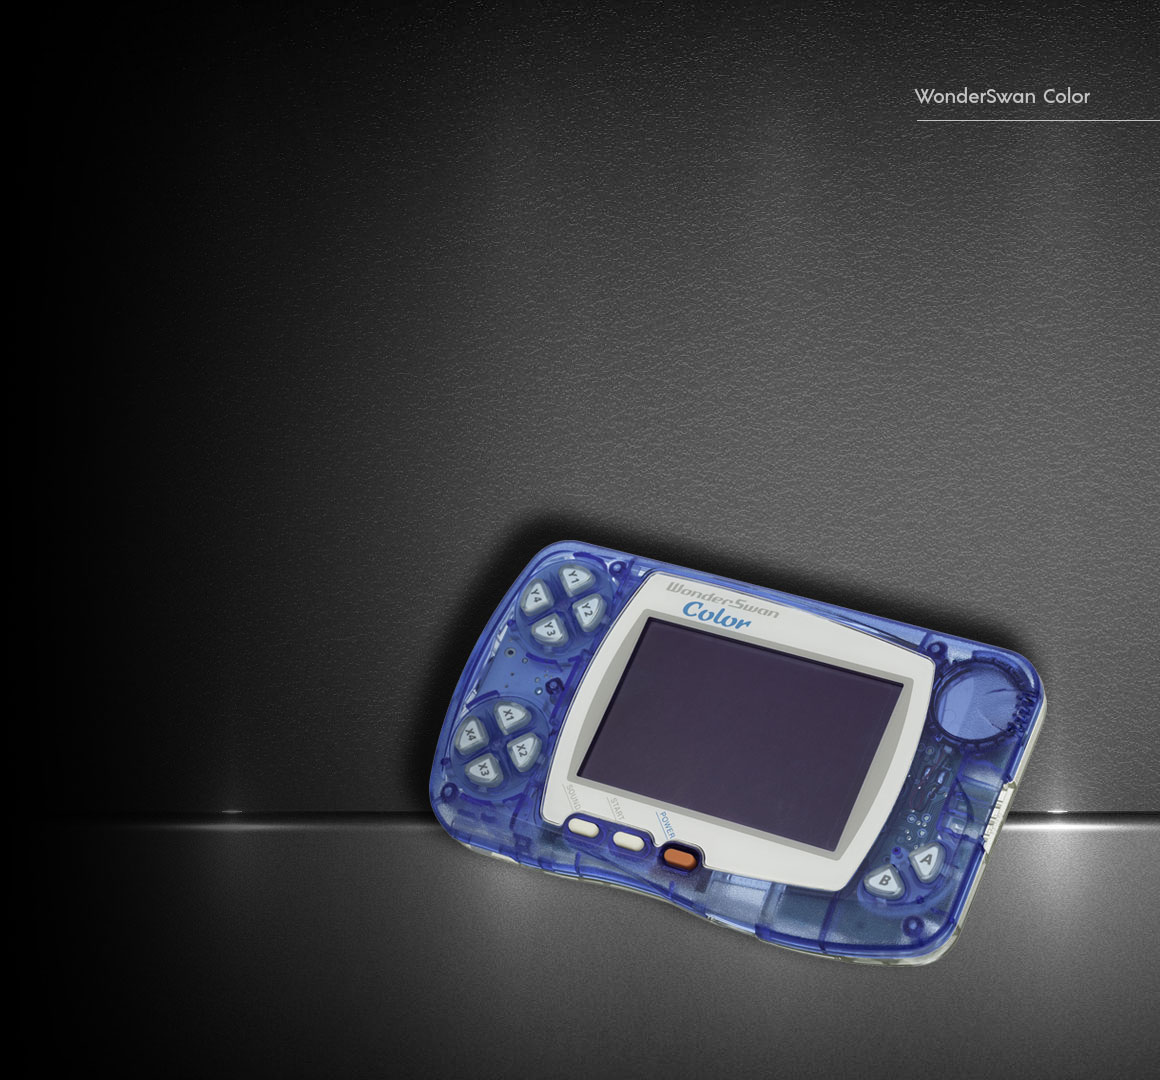 WonderSwan Color
WonderSwan
Color
Y1
Y4
Y2
Y3
X1
X4
X2
X3
SOUND
START
POWER
A
B